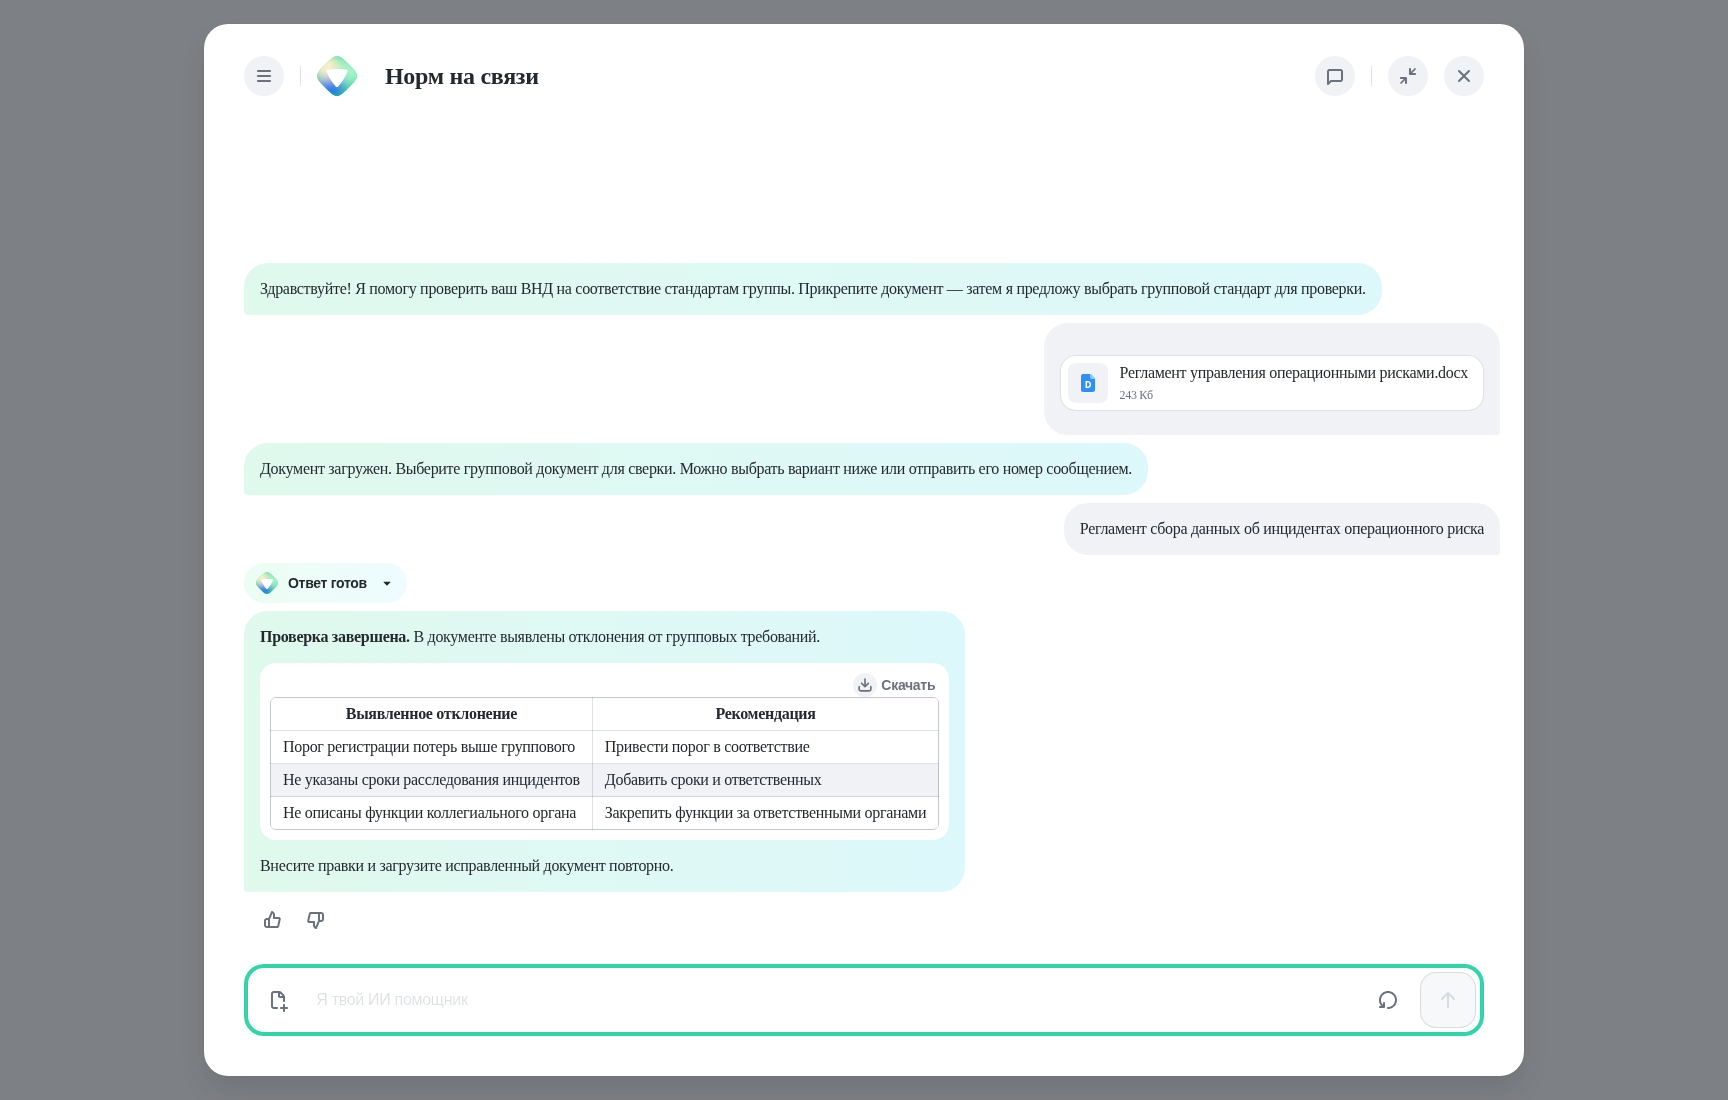 Норм на связи
Здравствуйте! Я помогу проверить ваш ВНД на соответствие стандартам группы. Прикрепите документ — затем я предложу выбрать групповой стандарт для проверки.
Регламент управления операционными рисками.docx
243 Кб
Документ загружен. Выберите групповой документ для сверки. Можно выбрать вариант ниже или отправить его номер сообщением.
Регламент сбора данных об инцидентах операционного риска
Ответ готов
Проверка завершена. В документе выявлены отклонения от групповых требований.
Скачать
Выявленное отклонение Рекомендация
Порог регистрации потерь выше группового Привести порог в соответствие
Не указаны сроки расследования инцидентов Добавить сроки и ответственных
Не описаны функции коллегиального органа Закрепить функции за ответственными органами
Внесите правки и загрузите исправленный документ повторно.
Я твой ИИ помощник